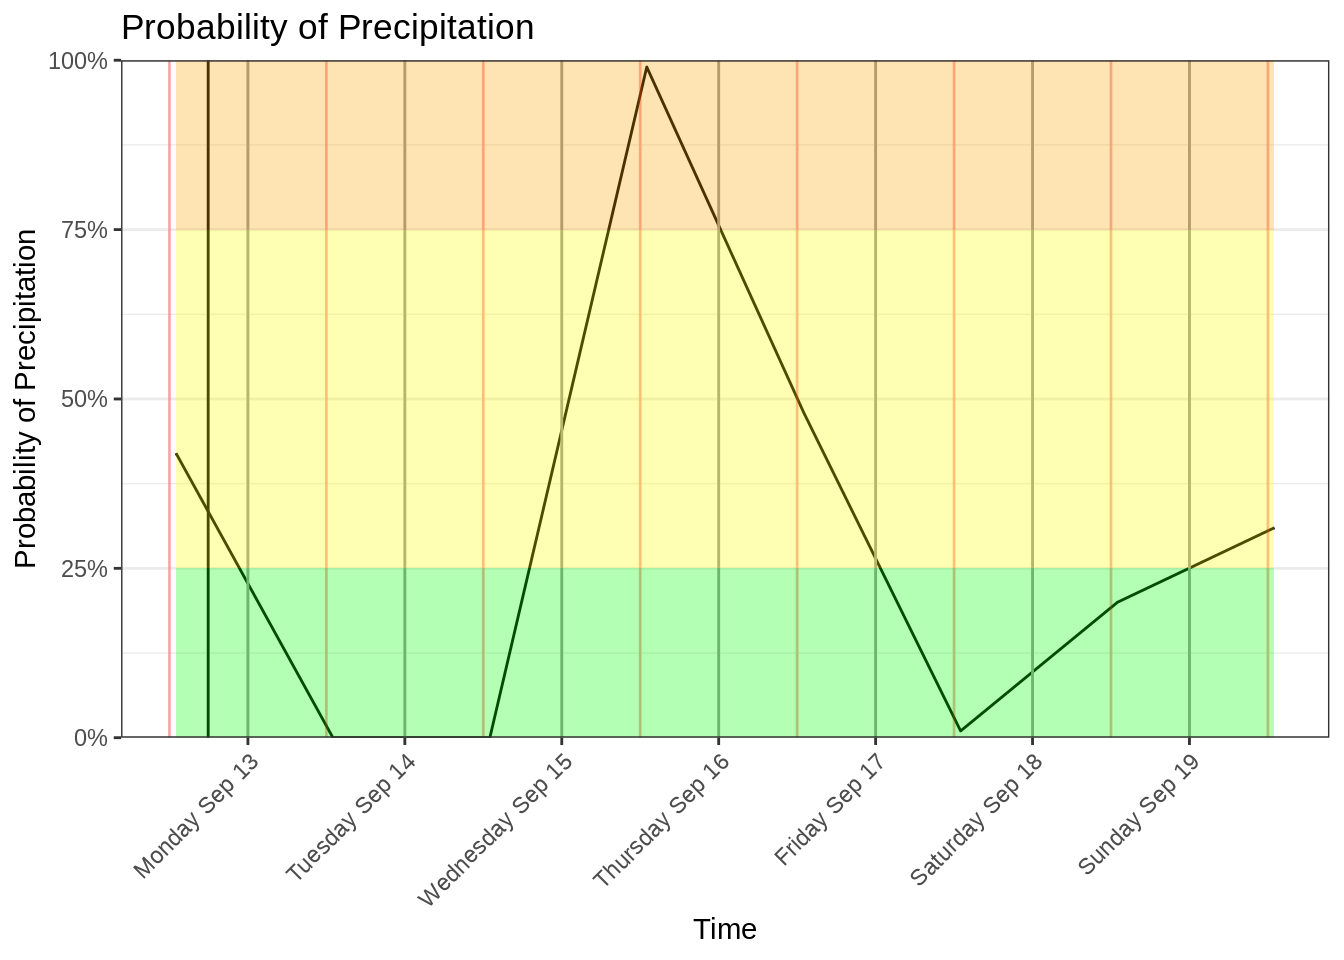 Probability of Precipitation
100%
75%
50%
25%
0%
Probability of Precipitation
Monday Sep 13
Tuesday Sep 14
Wednesday Sep 15
Thursday Sep 16
Friday Sep 17
Saturday Sep 18
Sunday Sep 19
Time